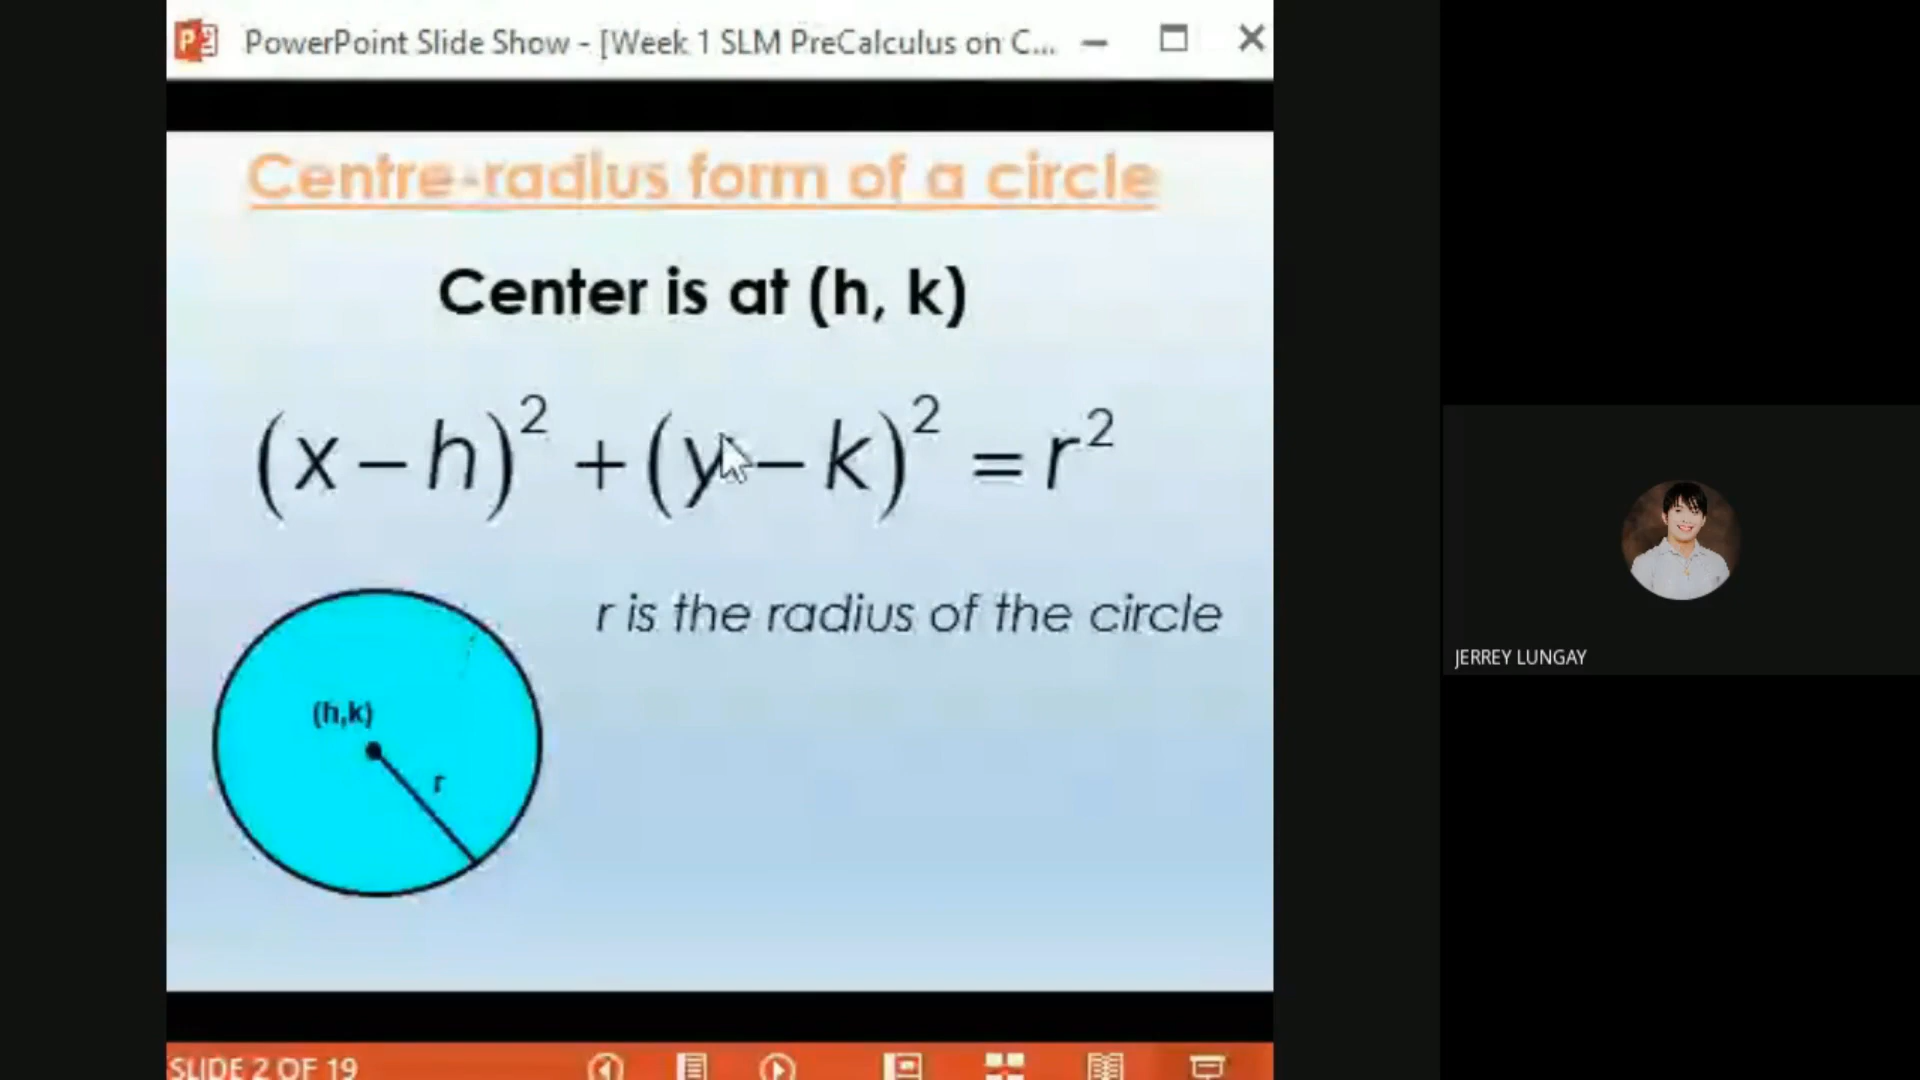 PowerPoint Slide Show - [Week 1 SLM PreCalculus on C...
Centre-radius form of a circle
Center is at (h, k)
(x – h)² + (y – k)² = r²
r is the radius of the circle
(h,k)
r
JERREY LUNGAY
SLIDE 2 OF 19